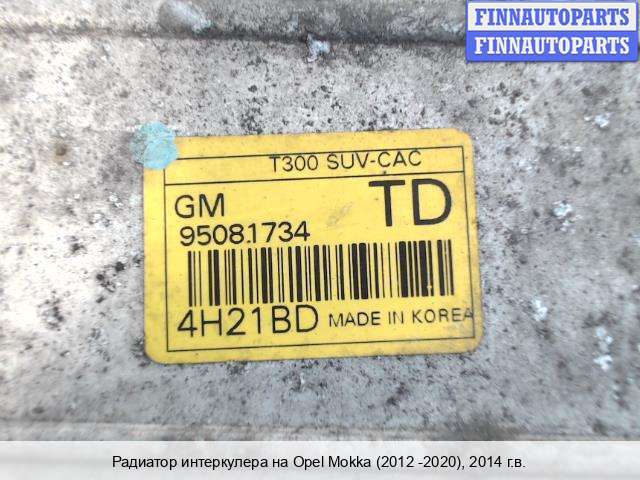 FINNAUTOPARTS
FINNAUTOPARTS
T300 SUV-CAC
GM TD
95081734
4H21BD MADE IN KOREA
Радиатор интеркулера на Opel Mokka (2012 -2020), 2014 г.в.